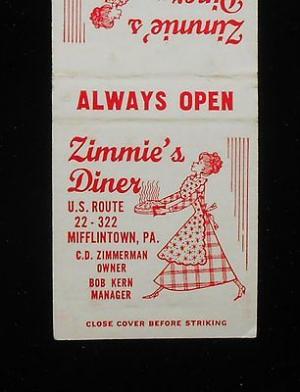 Zimmie's
Diner
ALWAYS OPEN
Zimmie's
Diner
U.S. ROUTE
22 - 322
MIFFLINTOWN, PA.
C.D. ZIMMERMAN
OWNER
BOB KERN
MANAGER
CLOSE COVER BEFORE STRIKING